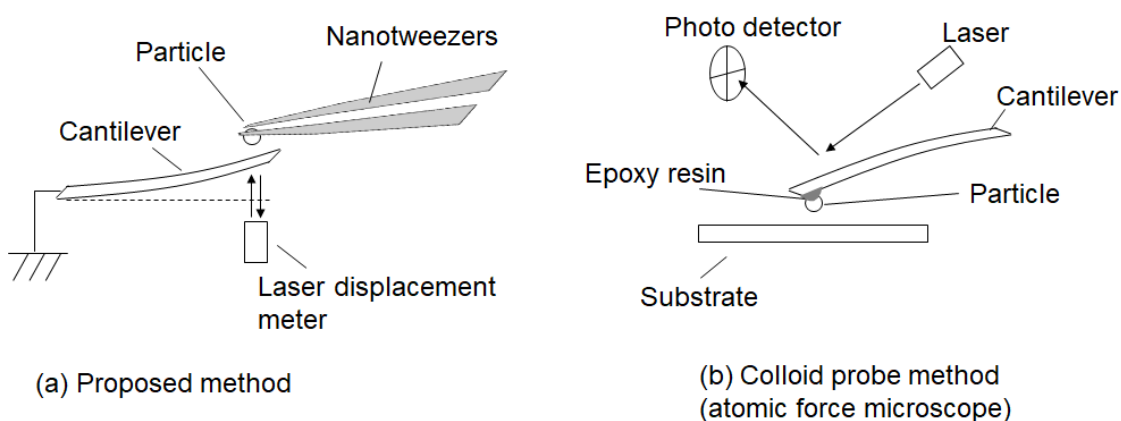 Particle
Nanotweezers
Cantilever
Laser displacement
meter
(a) Proposed method
Photo detector
Laser
Cantilever
Epoxy resin
Particle
Substrate
(b) Colloid probe method
(atomic force microscope)